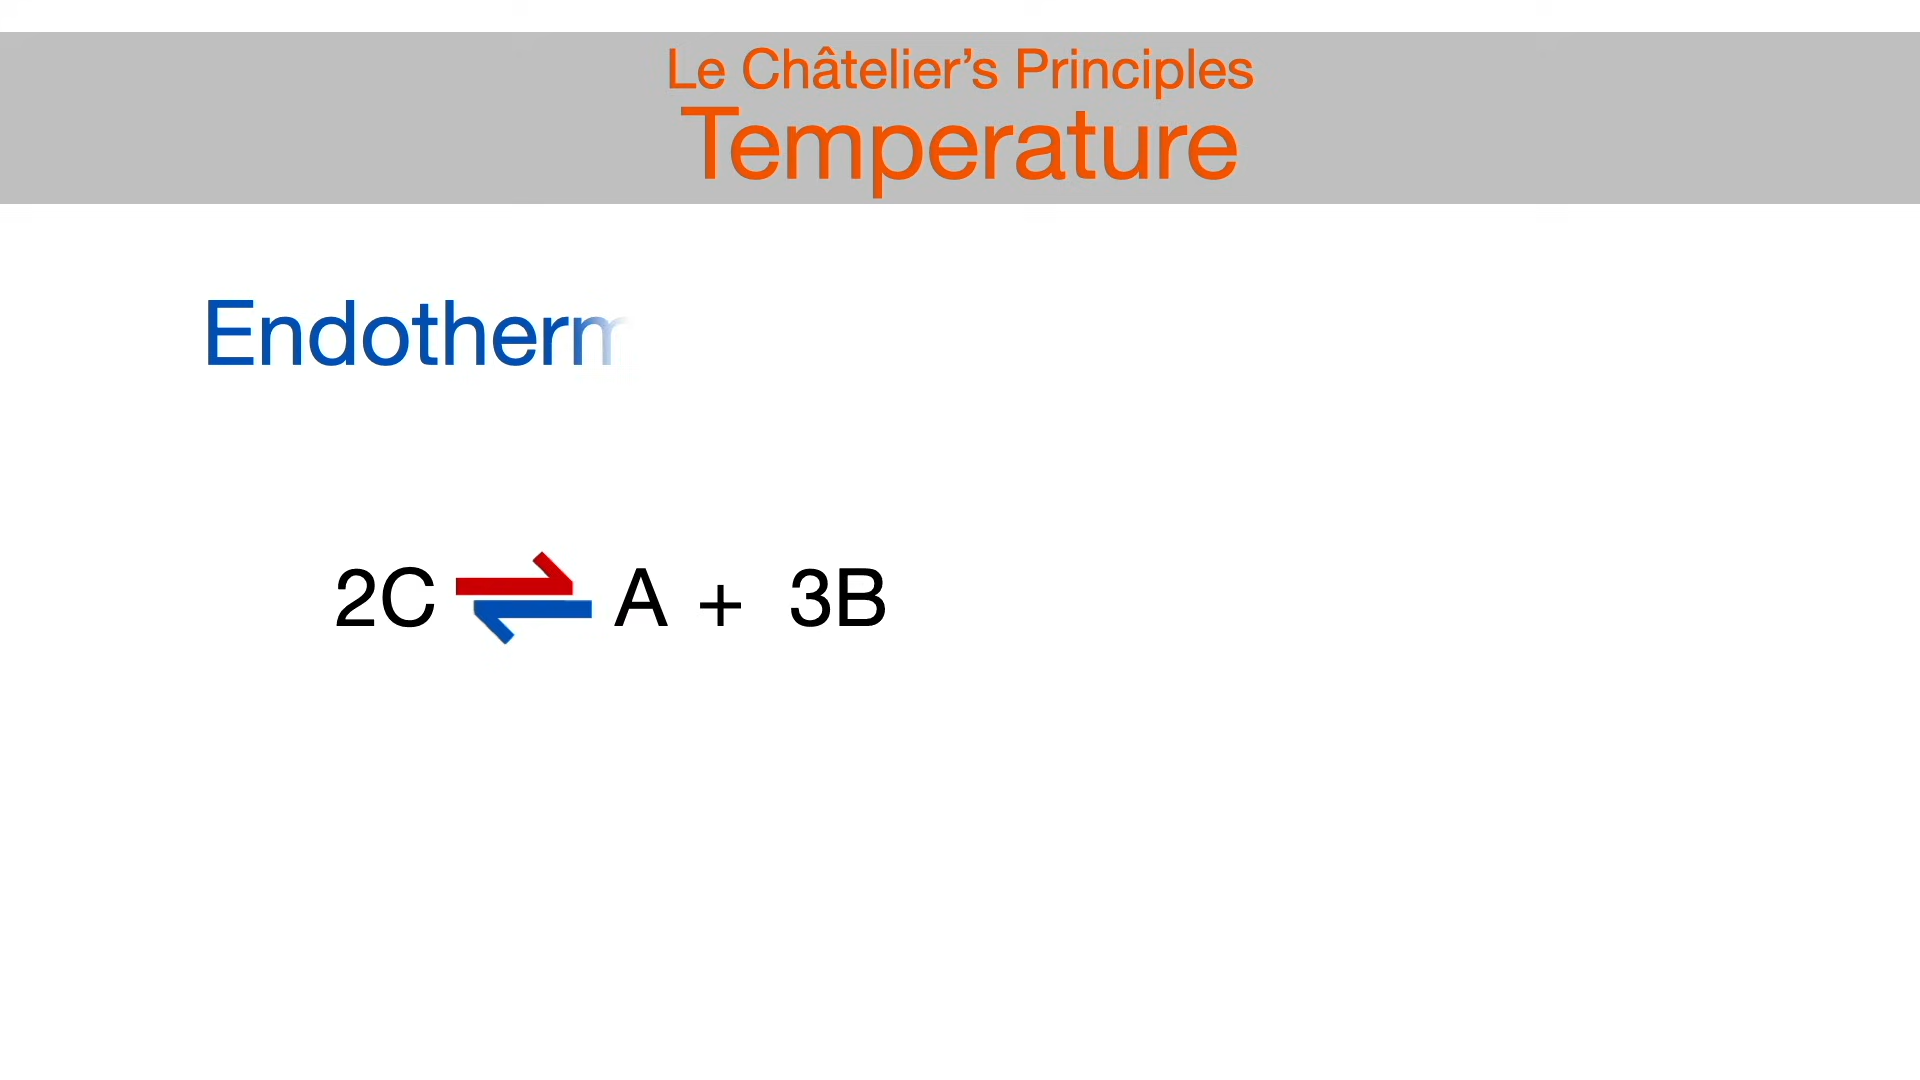 Le Châtelier’s Principles
Temperature
Endotherm
2C ⇌ A + 3B